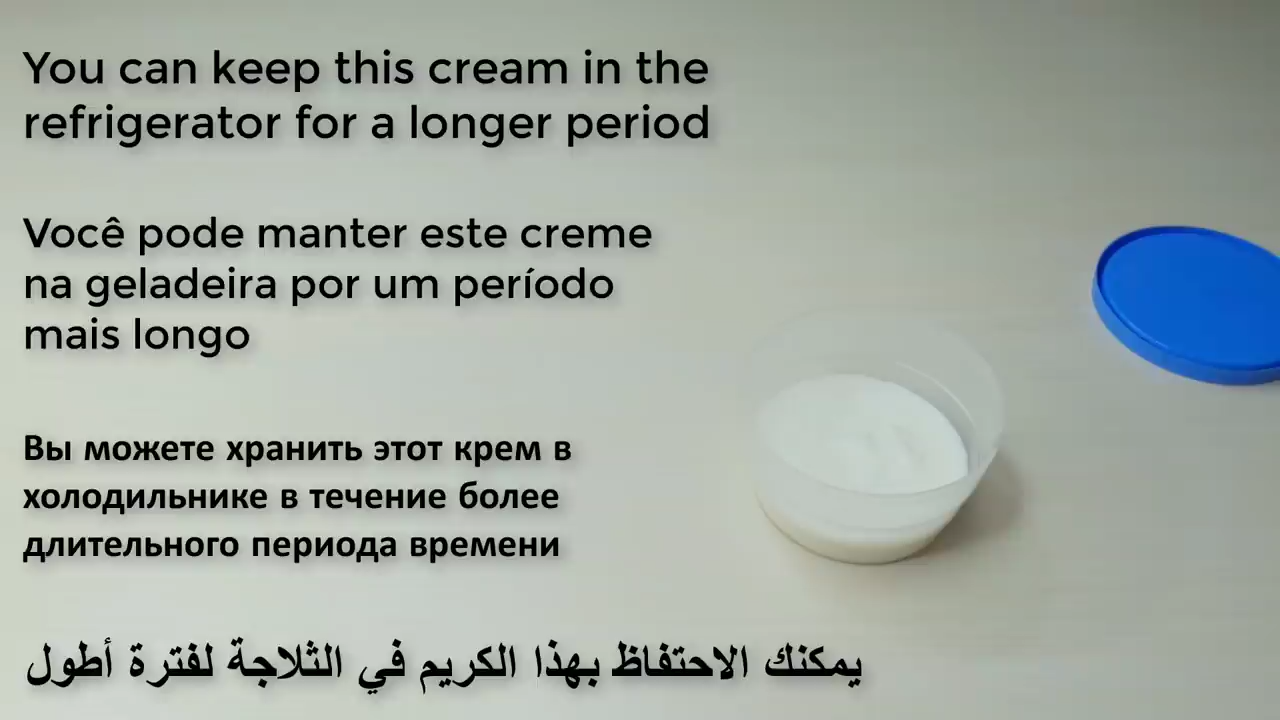 You can keep this cream in the
refrigerator for a longer period
Você pode manter este creme
na geladeira por um período
mais longo
Вы можете хранить этот крем в
холодильнике в течение более
длительного периода времени
يمكنك الاحتفاظ بهذا الكريم في الثلاجة لفترة أطول